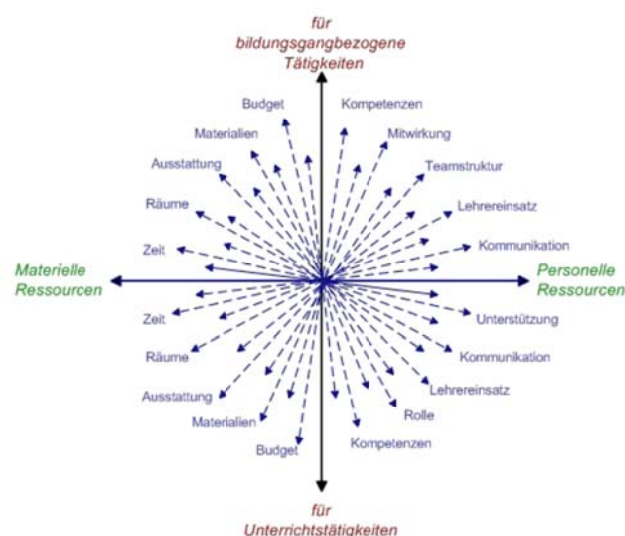 für
bildungsgangbezogene
Tätigkeiten
Budget
Kompetenzen
Materialien
Mitwirkung
Ausstattung
Teamstruktur
Räume
Lehrereinsatz
Zeit
Kommunikation
Materielle
Ressourcen
Personelle
Ressourcen
Zeit
Unterstützung
Räume
Kommunikation
Ausstattung
Lehrereinsatz
Materialien
Rolle
Budget
Kompetenzen
für
Unterrichtstätigkeiten